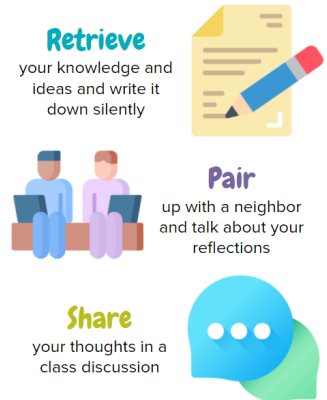 Retrieve
your knowledge and
ideas and write it
down silently
Pair
up with a neighbor
and talk about your
reflections
Share
your thoughts in a
class discussion